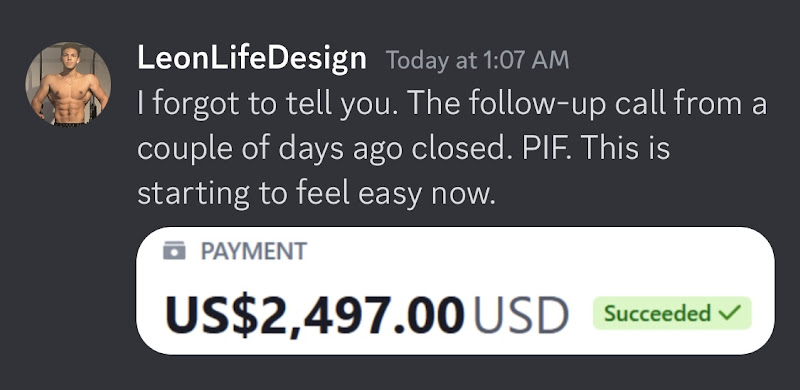 LeonLifeDesign Today at 1:07 AM
I forgot to tell you. The follow-up call from a
couple of days ago closed. PIF. This is
starting to feel easy now.
PAYMENT
US$2,497.00 USD Succeeded ✓